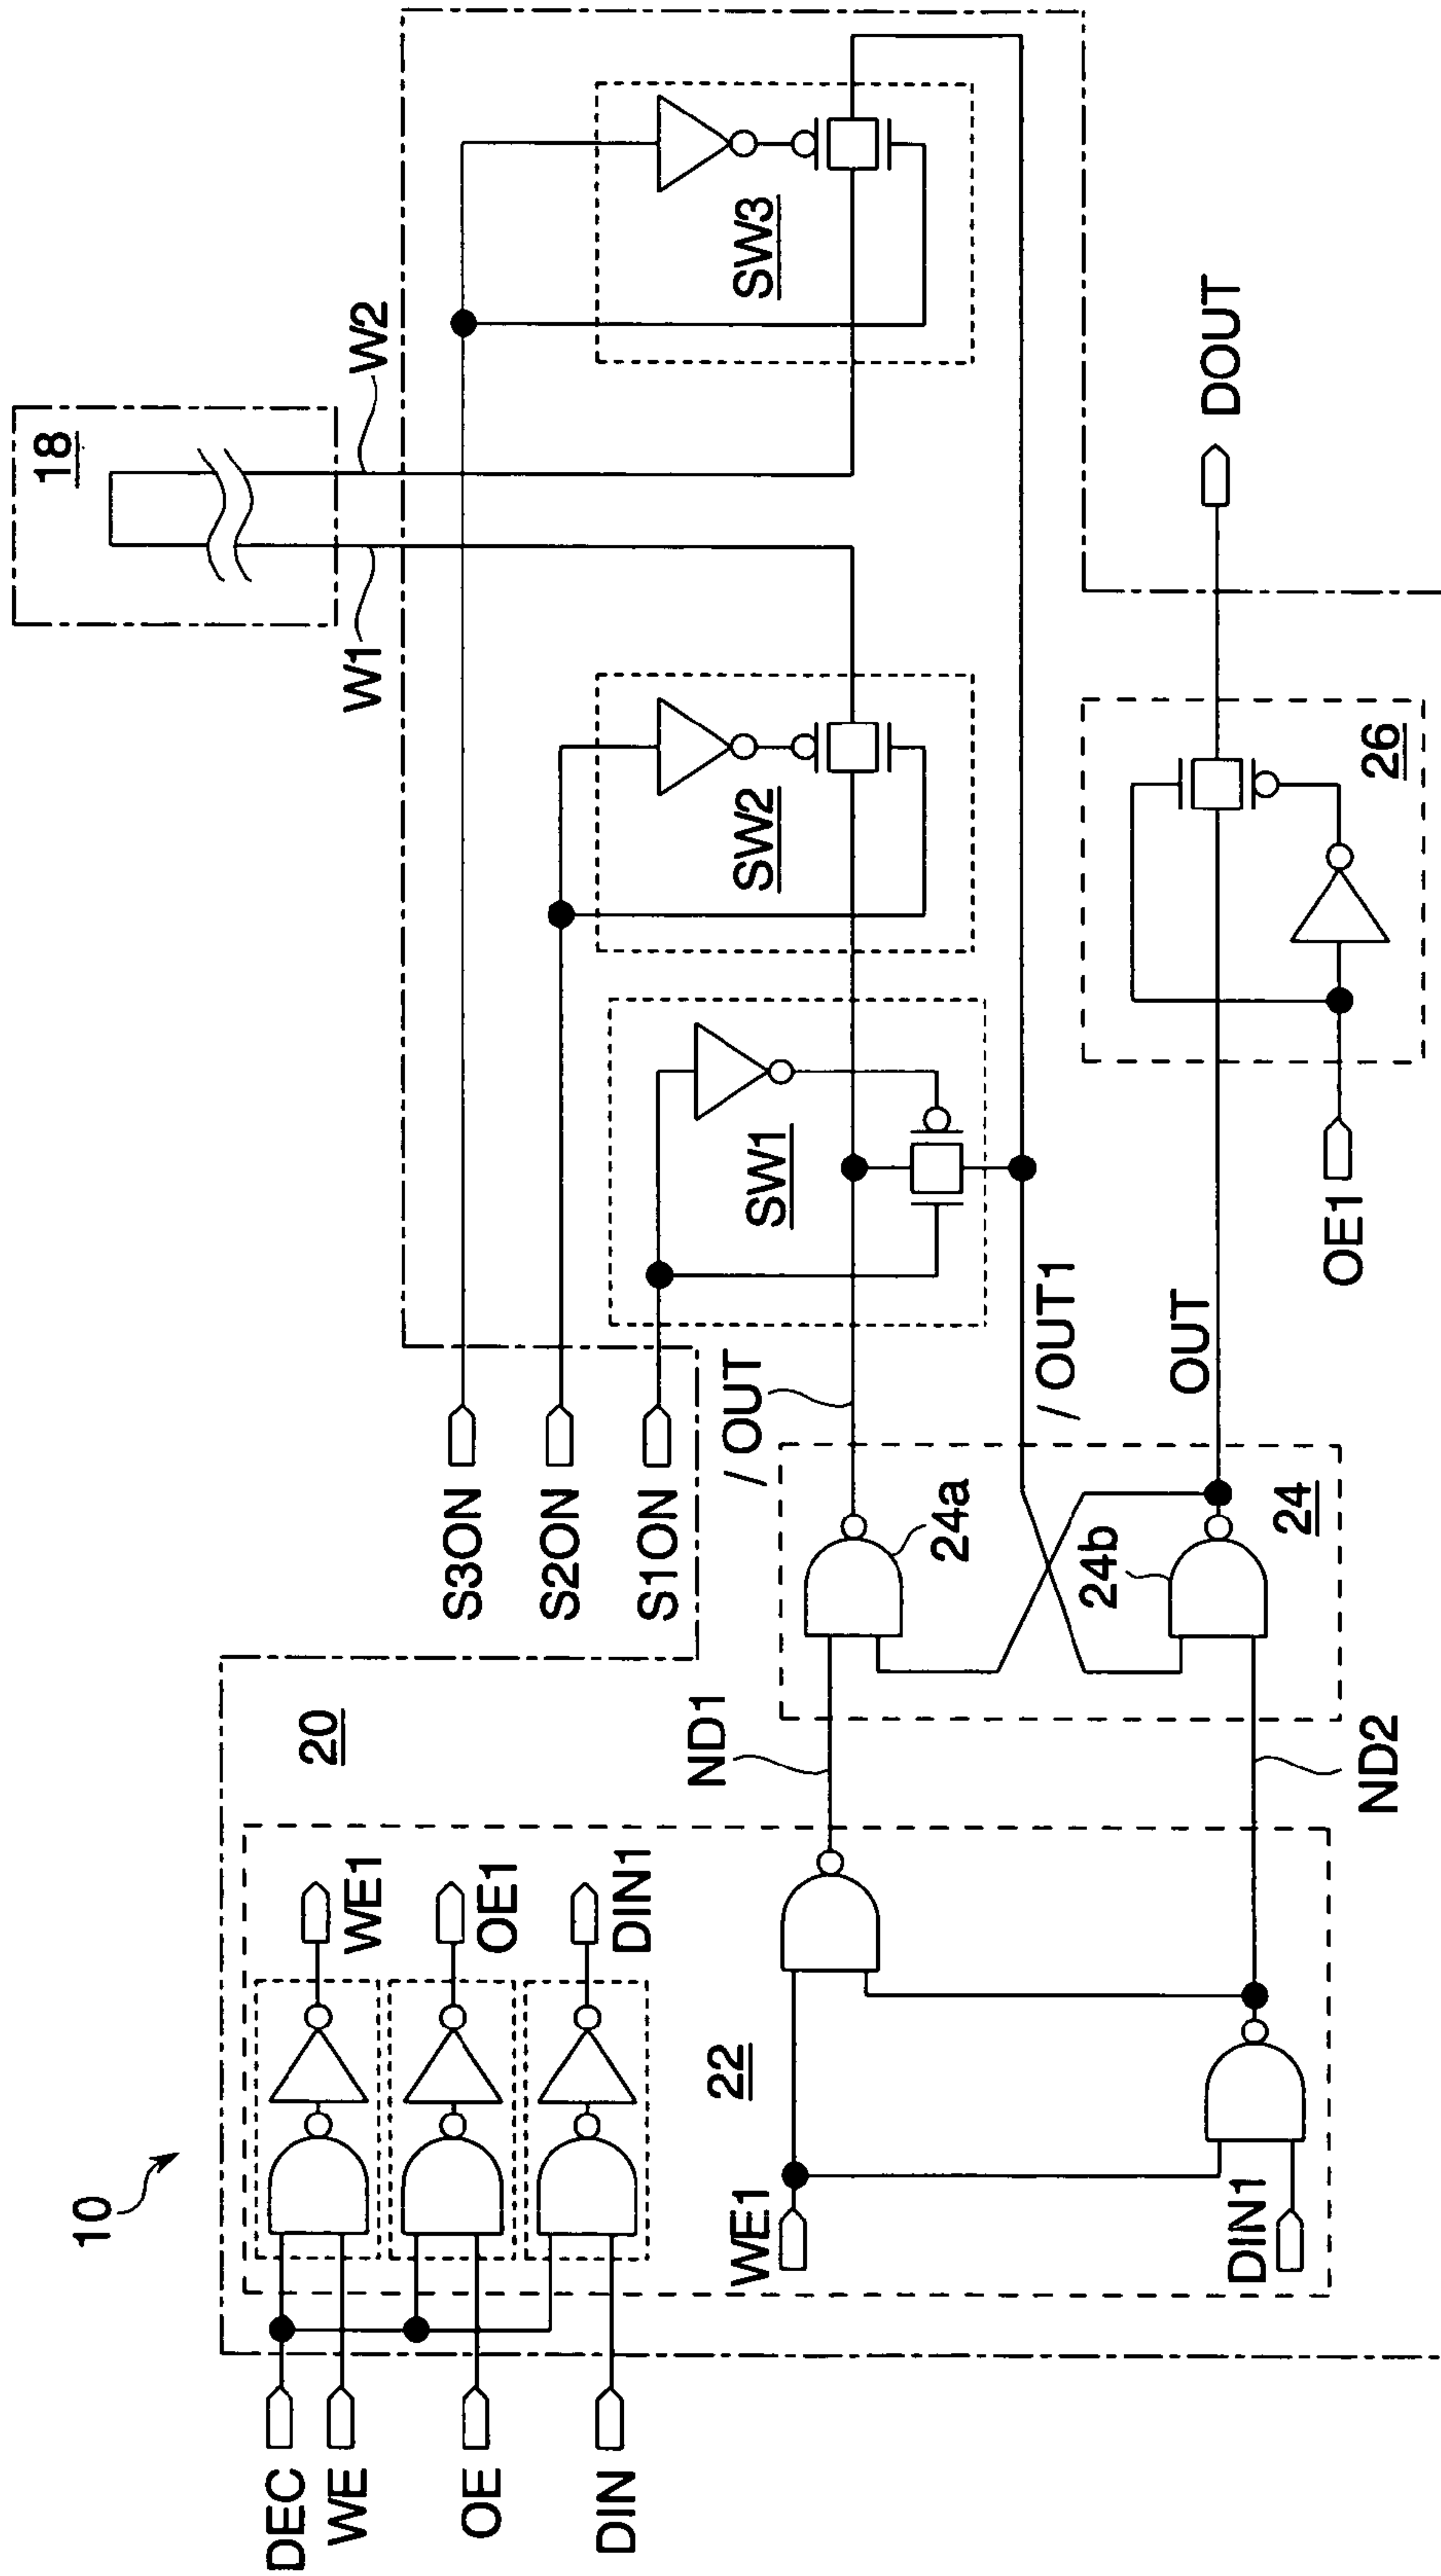 10
18
W1
W2
20
S3ON
S2ON
S1ON
SW1
SW2
SW3
DEC
WE
OE
DIN
WE1
OE1
DIN1
22
WE1
DIN1
ND1
ND2
24a
24b
24
/ OUT
/ OUT1
OUT
OE1
26
DOUT